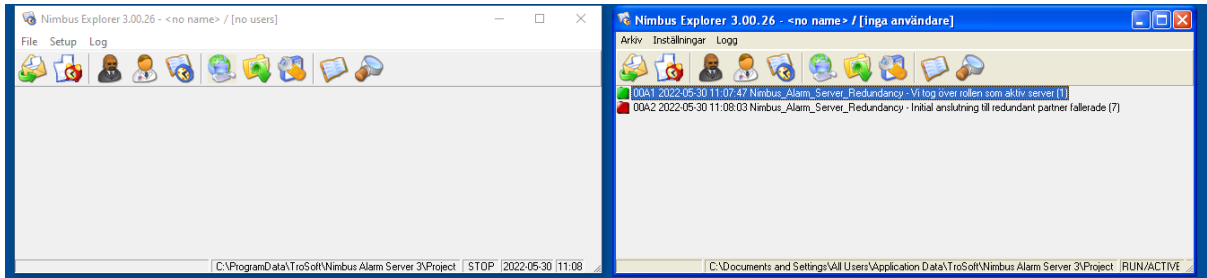 Nimbus Explorer 3.00.26 - <no name> / [no users]
File Setup Log
C:\ProgramData\TroSoft\Nimbus Alarm Server 3\Project STOP 2022-05-30 11:08
Nimbus Explorer 3.00.26 - <no name> / [inga användare]
Arkiv Inställningar Logg
00A1 2022-05-30 11:07:47 Nimbus_Alarm_Server_Redundancy - Vi tog över rollen som aktiv server (1)
00A2 2022-05-30 11:08:03 Nimbus_Alarm_Server_Redundancy - Initial anslutning till redundant partner fallerade (7)
C:\Documents and Settings\All Users\Application Data\TroSoft\Nimbus Alarm Server 3\Project RUN/ACTIVE